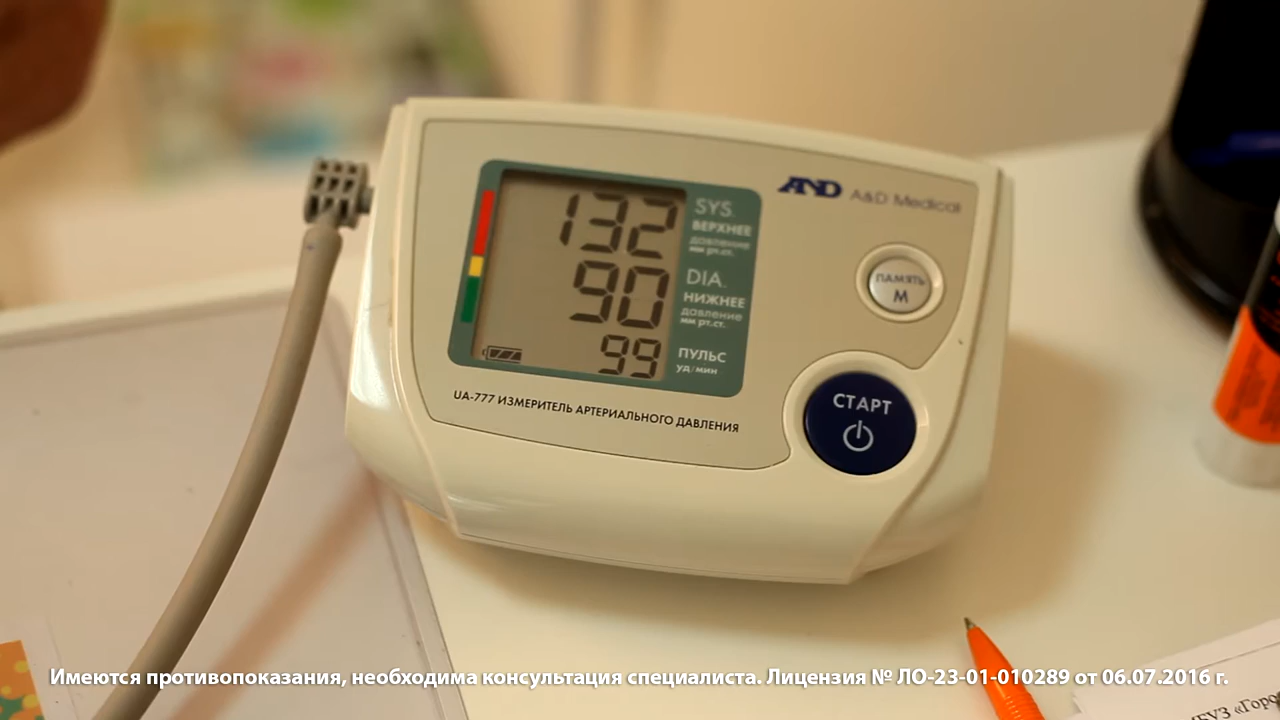 132
SYS.
ВЕРХНЕЕ
давление
мм рт.ст.
90
DIA.
НИЖНЕЕ
давление
мм рт.ст.
99
ПУЛЬС
уд/мин
AND A&D Medical
ПАМЯТЬ
М
СТАРТ
UA-777 ИЗМЕРИТЕЛЬ АРТЕРИАЛЬНОГО ДАВЛЕНИЯ
Имеются противопоказания, необходима консультация специалиста. Лицензия № ЛО-23-01-010289 от 06.07.2016 г.